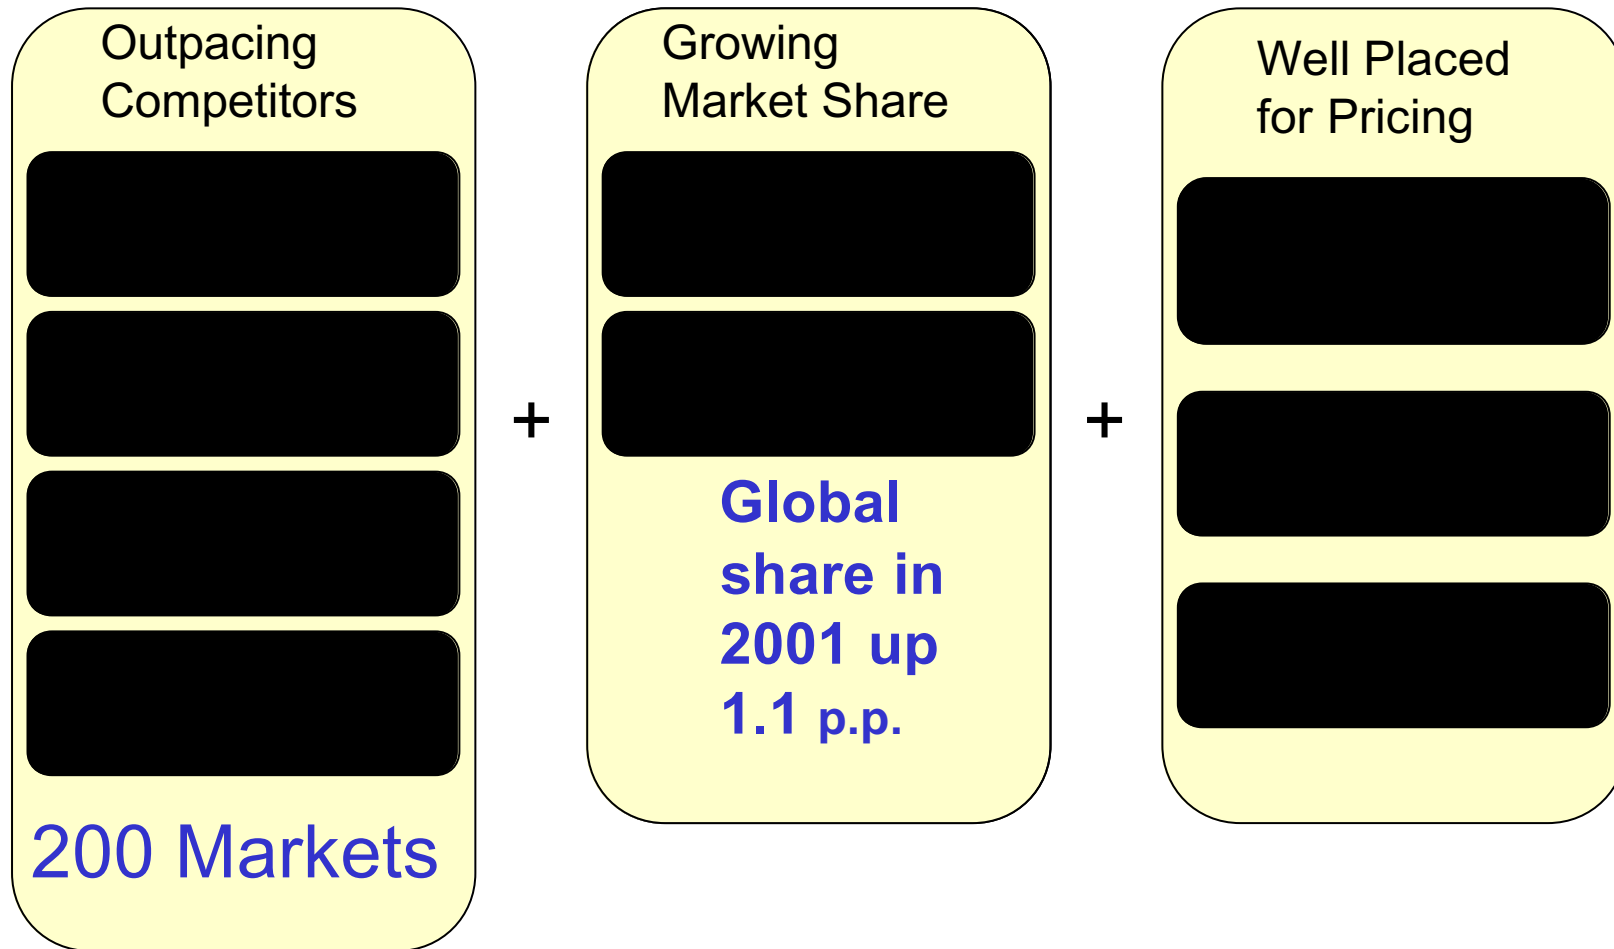 Outpacing
Competitors
200 Markets
+
Growing
Market Share
Global
share in
2001 up
1.1 p.p.
+
Well Placed
for Pricing